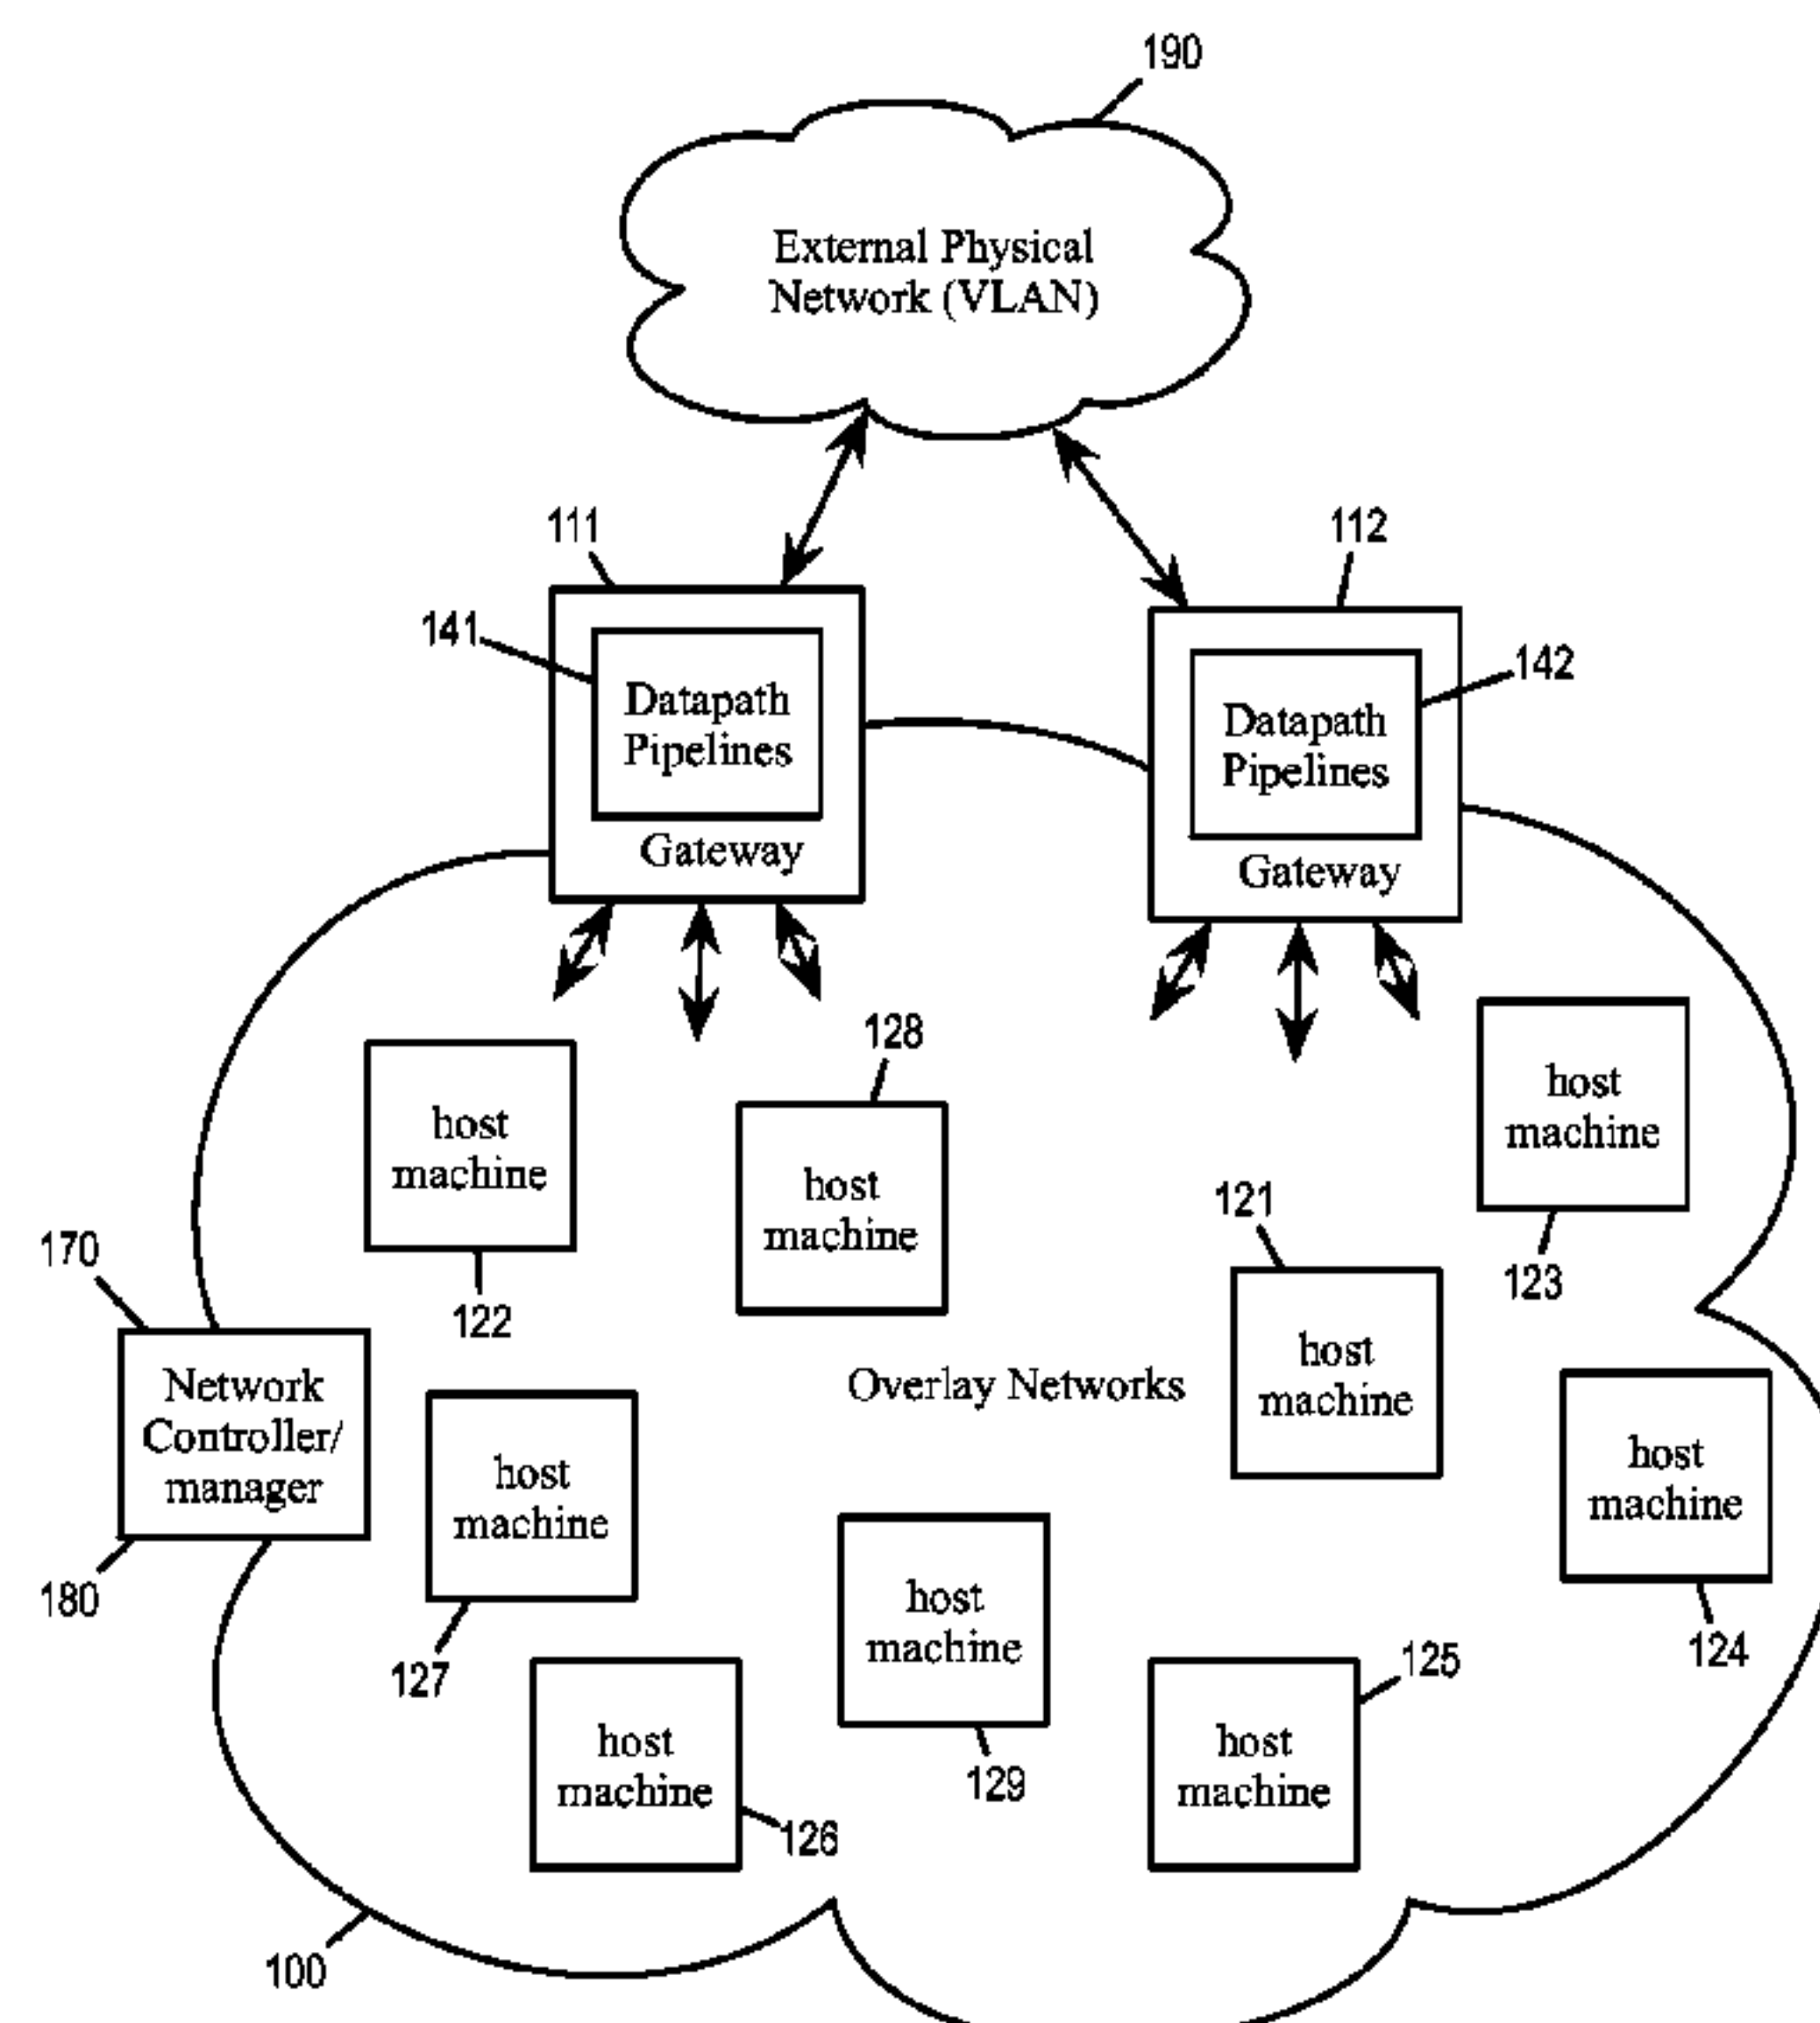 190
External Physical
Network (VLAN)
111
112
141
142
Datapath
Pipelines
Gateway
Datapath
Pipelines
Gateway
128
host
machine
122
host
machine
host
machine
123
121
host
machine
170
Network
Controller/
manager
180
Overlay Networks
host
machine
127
host
machine
124
host
machine
129
125
host
machine
host
machine
126
100